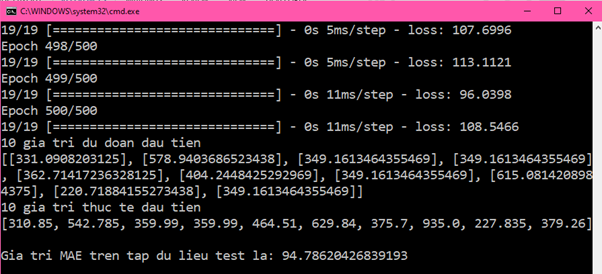 C:\WINDOWS\system32\cmd.exe
19/19 [==============================] - 0s 5ms/step - loss: 107.6996
Epoch 498/500
19/19 [==============================] - 0s 5ms/step - loss: 113.1121
Epoch 499/500
19/19 [==============================] - 0s 11ms/step - loss: 96.0398
Epoch 500/500
19/19 [==============================] - 0s 11ms/step - loss: 108.5466
10 gia tri du doan dau tien
[[331.0908203125], [578.9403686523438], [349.1613464355469], [349.1613464355469]
, [362.71417236328125], [404.2448425292969], [349.1613464355469], [615.081420898
4375], [220.71884155273438], [349.1613464355469]]
10 gia tri thuc te dau tien
[310.85, 542.785, 359.99, 359.99, 464.51, 629.84, 375.7, 935.0, 227.835, 379.26]
Gia tri MAE tren tap du lieu test la: 94.78620426839193